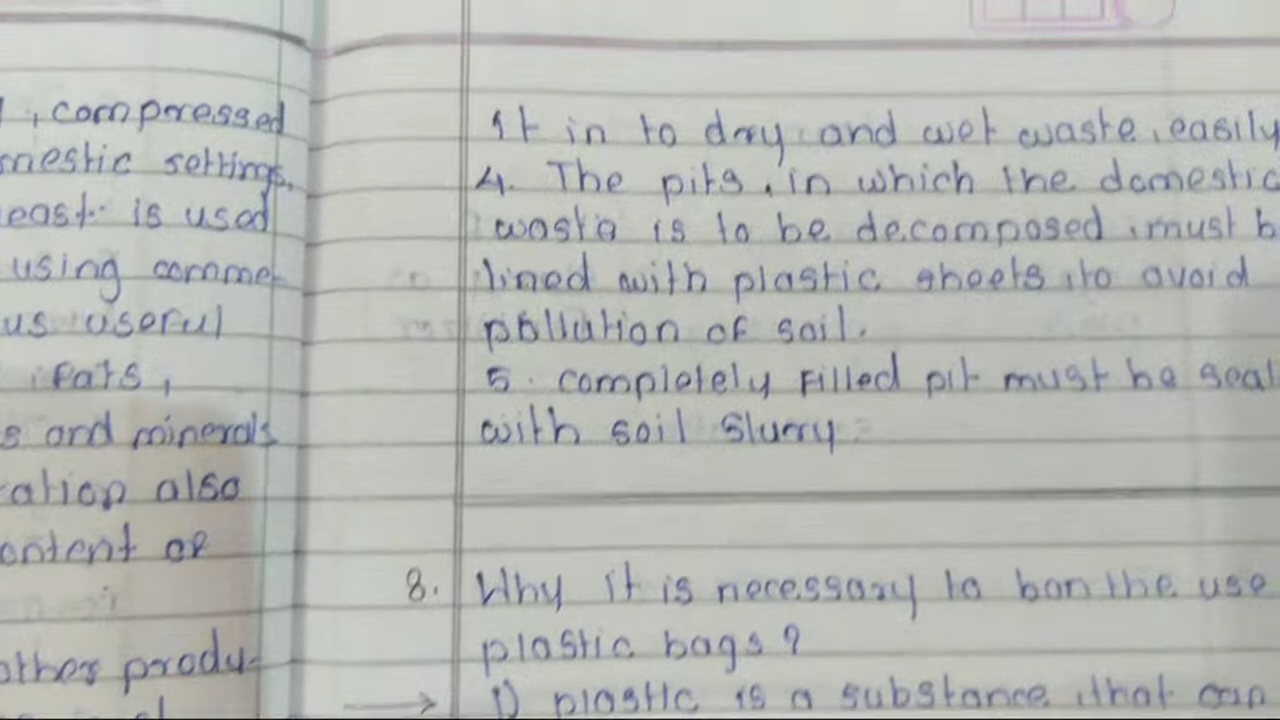 , compressed
mestic settings,
east is used
using comme-
us useful
Fats,
s and minerals
ration also
ontent of
other produ-
It in to dry and wet waste, easily
4. The pits, in which the domestic
waste is to be decomposed, must b
lined with plastic sheets, to avoid
pollution of soil.
5. completely filled pit must be seal
with soil slurry.
8. Why it is necessary to ban the use
plastic bags?
→ 1) plastic is a substance, that can